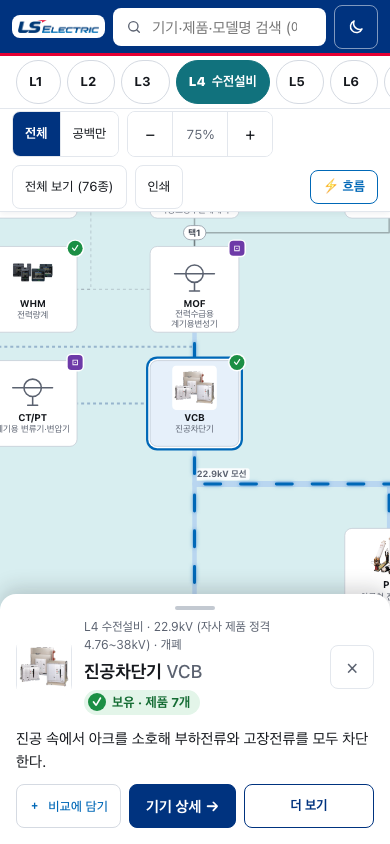 LS ELECTRIC
기기·제품·모델명 검색 (0
L1
L2
L3
L4 수전설비
L5
L6
전체
공백만
−
75%
+
전체 보기 (76종)
인쇄
⚡ 흐름
택1
WHM
전력량계
MOF
전력수급용
계기용변성기
CT/PT
계기용 변류기·변압기
VCB
진공차단기
22.9kV 모선
P
L4 수전설비 · 22.9kV (자사 제품 정격
4.76~38kV) · 개폐
진공차단기 VCB
보유 · 제품 7개
×
진공 속에서 아크를 소호해 부하전류와 고장전류를 모두 차단
한다.
+ 비교에 담기
기기 상세 →
더 보기